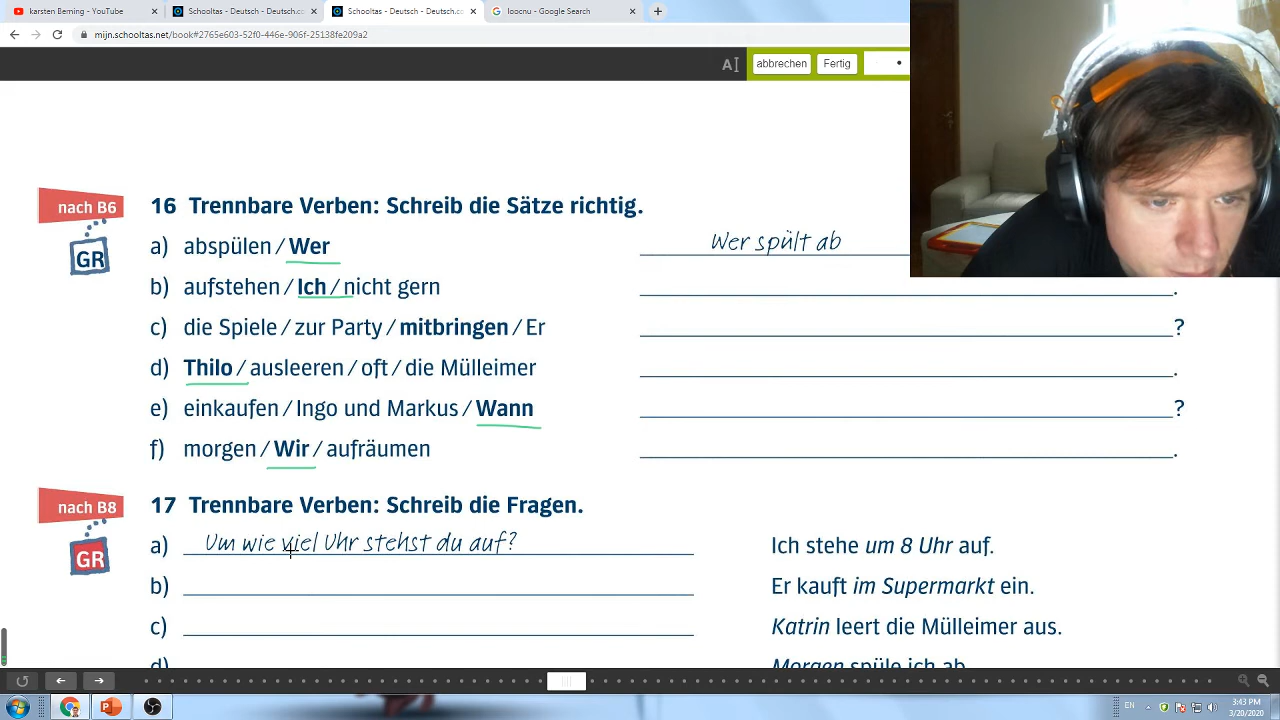 karsten Berning - YouTube
Schooltas - Deutsch - Deutsch.co
Schooltas - Deutsch - Deutsch.co
loocnu - Google Search
mijn.schooltas.net/book#2765e603-52f0-446e-906f-25138fe209a2
abbrechen Fertig
nach B6
GR
16 Trennbare Verben: Schreib die Sätze richtig.
a) abspülen / Wer Wer spült ab
b) aufstehen / Ich / nicht gern .
c) die Spiele / zur Party / mitbringen / Er ?
d) Thilo / ausleeren / oft / die Mülleimer .
e) einkaufen / Ingo und Markus / Wann ?
f) morgen / Wir / aufräumen .
nach B8
GR
17 Trennbare Verben: Schreib die Fragen.
a) Um wie viel Uhr stehst du auf? Ich stehe um 8 Uhr auf.
b) Er kauft im Supermarkt ein.
c) Katrin leert die Mülleimer aus.
d) Morgen spüle ich ab.
EN
3:43 PM
3/20/2020